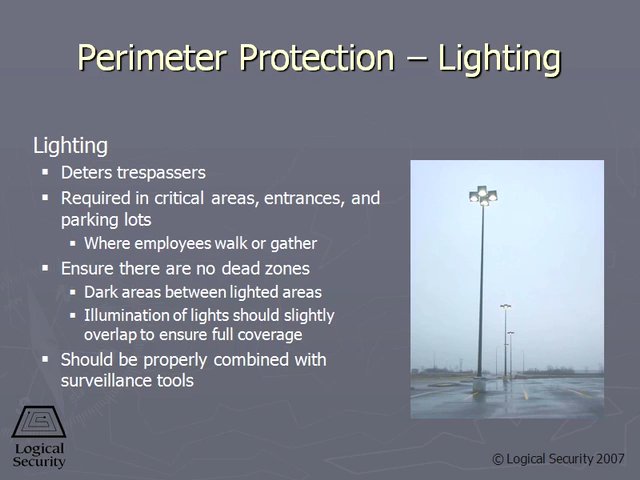 Perimeter Protection – Lighting
Lighting
▪ Deters trespassers
▪ Required in critical areas, entrances, and
parking lots
▪ Where employees walk or gather
▪ Ensure there are no dead zones
▪ Dark areas between lighted areas
▪ Illumination of lights should slightly
overlap to ensure full coverage
▪ Should be properly combined with
surveillance tools
Logical
Security
© Logical Security 2007